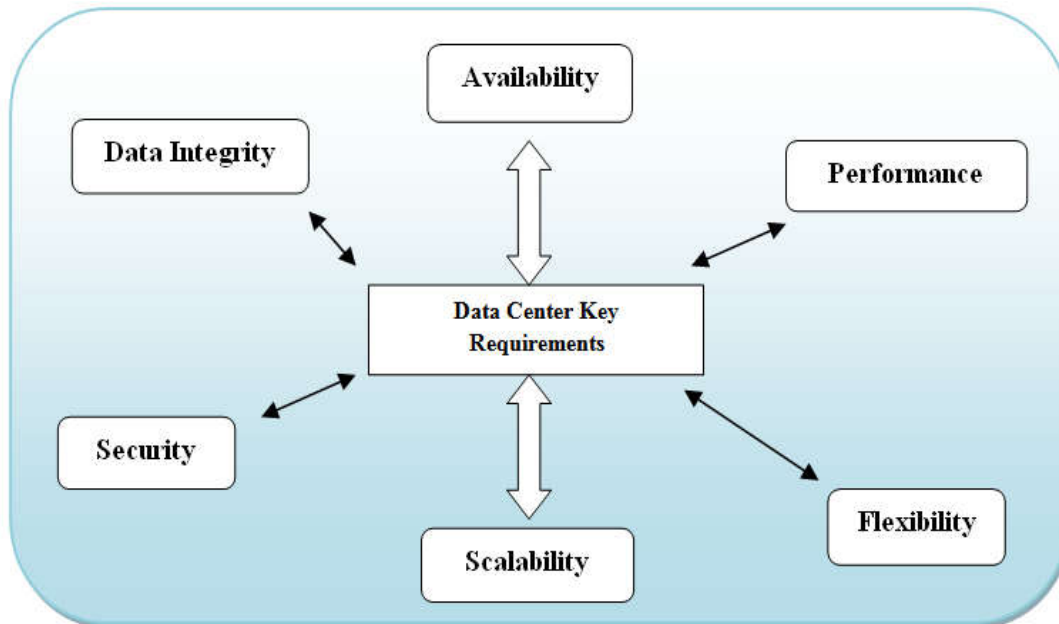 Availability
Data Integrity
Performance
Data Center Key
Requirements
Security
Flexibility
Scalability